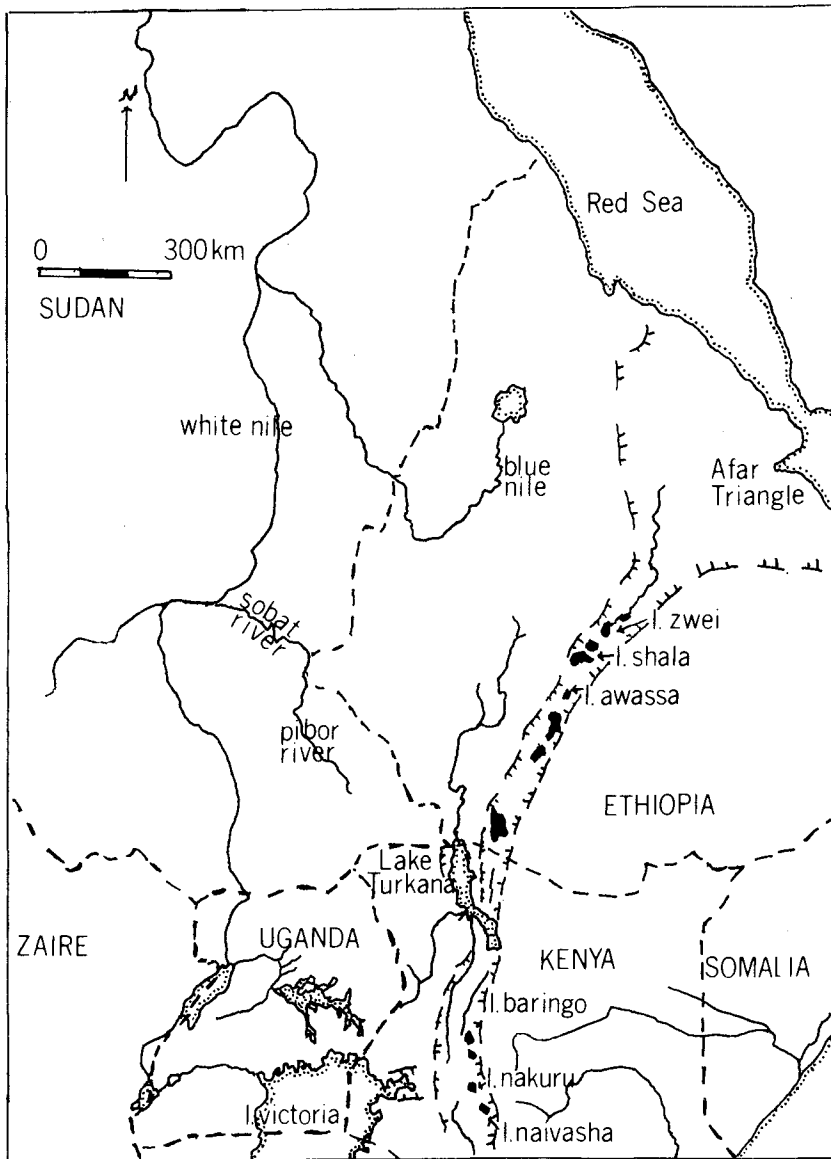 N
Red Sea
0 300km
SUDAN
white nile
blue
nile
Afar
Triangle
sobat
river
l. zwei
l. shala
l. awassa
pibor
river
ETHIOPIA
Lake
Turkana
ZAIRE
UGANDA
KENYA
SOMALIA
l. baringo
l. nakuru
l. victoria
l. naivasha